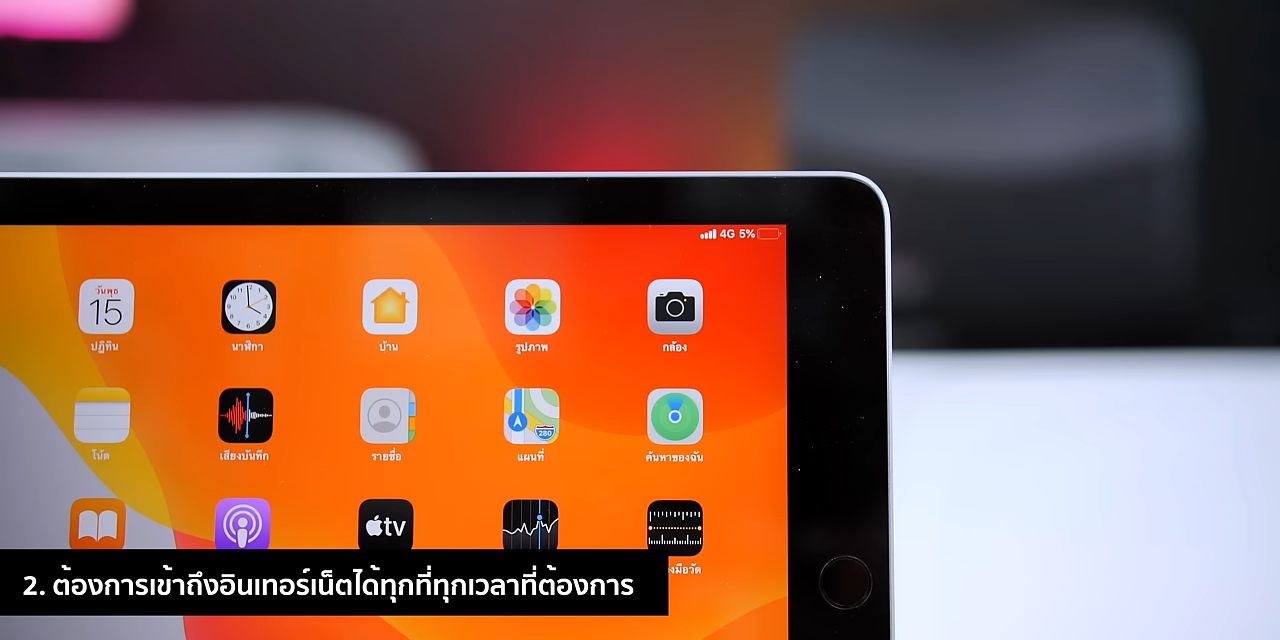 4G 5%
วันพุธ
15
ปฏิทิน
นาฬิกา
บ้าน
รูปภาพ
กล้อง
โน้ต
เสียงบันทึก
280
รายชื่อ
แผนที่
ค้นหาของฉัน
tv
2. ต้องการเข้าถึงอินเทอร์เน็ตได้ทุกที่ทุกเวลาที่ต้องการ